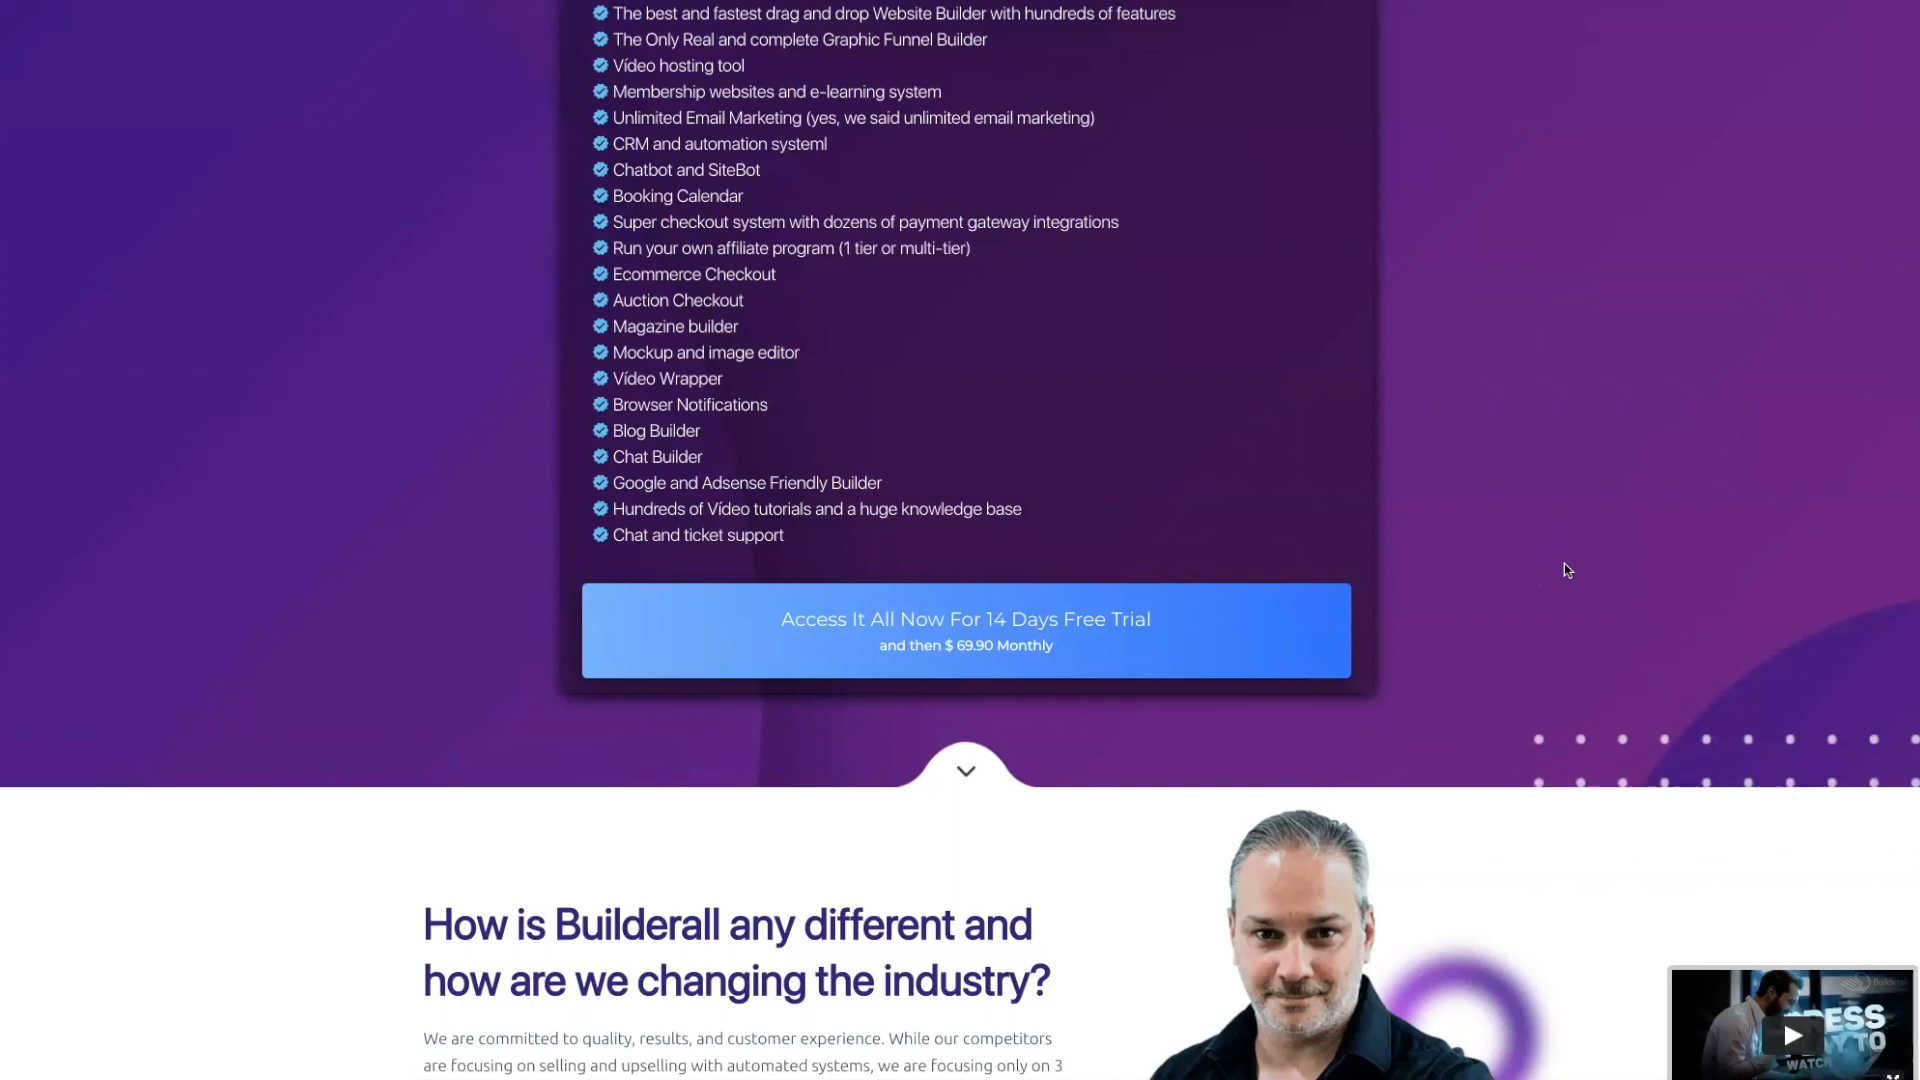 The best and fastest drag and drop Website Builder with hundreds of features
The Only Real and complete Graphic Funnel Builder
Vídeo hosting tool
Membership websites and e-learning system
Unlimited Email Marketing (yes, we said unlimited email marketing)
CRM and automation systeml
Chatbot and SiteBot
Booking Calendar
Super checkout system with dozens of payment gateway integrations
Run your own affiliate program (1 tier or multi-tier)
Ecommerce Checkout
Auction Checkout
Magazine builder
Mockup and image editor
Vídeo Wrapper
Browser Notifications
Blog Builder
Chat Builder
Google and Adsense Friendly Builder
Hundreds of Vídeo tutorials and a huge knowledge base
Chat and ticket support
Access It All Now For 14 Days Free Trial
and then $ 69.90 Monthly
How is Builderall any different and
how are we changing the industry?
We are committed to quality, results, and customer experience. While our competitors
are focusing on selling and upselling with automated systems, we are focusing only on 3
TO
WATCH